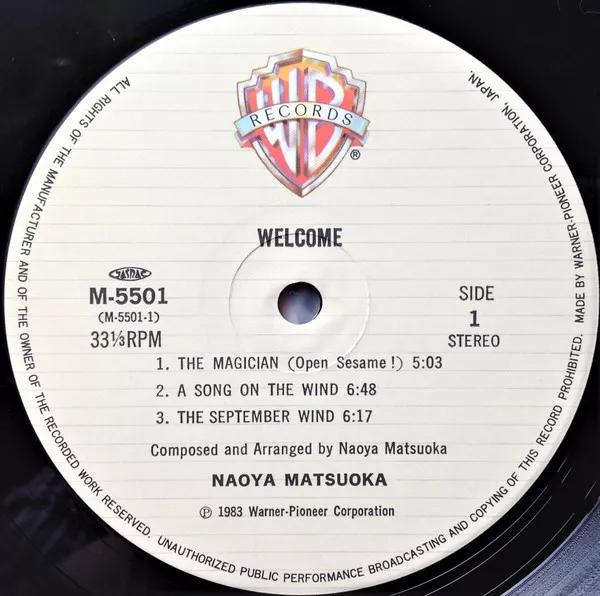 WB
RECORDS
®
WELCOME
JASRAC
M-5501
(M-5501-1)
33⅓RPM
SIDE
1
STEREO
1. THE MAGICIAN (Open Sesame!) 5:03
2. A SONG ON THE WIND 6:48
3. THE SEPTEMBER WIND 6:17
Composed and Arranged by Naoya Matsuoka
NAOYA MATSUOKA
Ⓟ 1983 Warner-Pioneer Corporation
ALL RIGHTS OF THE MANUFACTURER AND OF THE OWNER OF THE RECORDED WORK RESERVED. UNAUTHORIZED PUBLIC PERFORMANCE BROADCASTING AND COPYING OF THIS RECORD PROHIBITED. MADE BY WARNER-PIONEER CORPORATION, JAPAN.